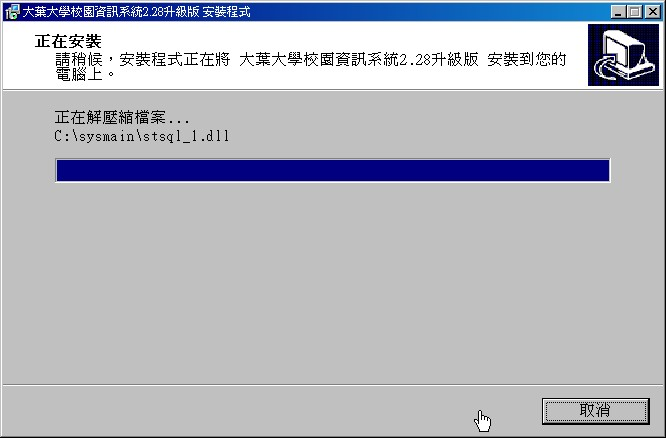 大葉大學校園資訊系統2.28升級版 安裝程式
正在安裝
請稍候，安裝程式正在將 大葉大學校園資訊系統2.28升級版 安裝到您的
電腦上。
正在解壓縮檔案...
C:\sysmain\stsql_1.dll
取消